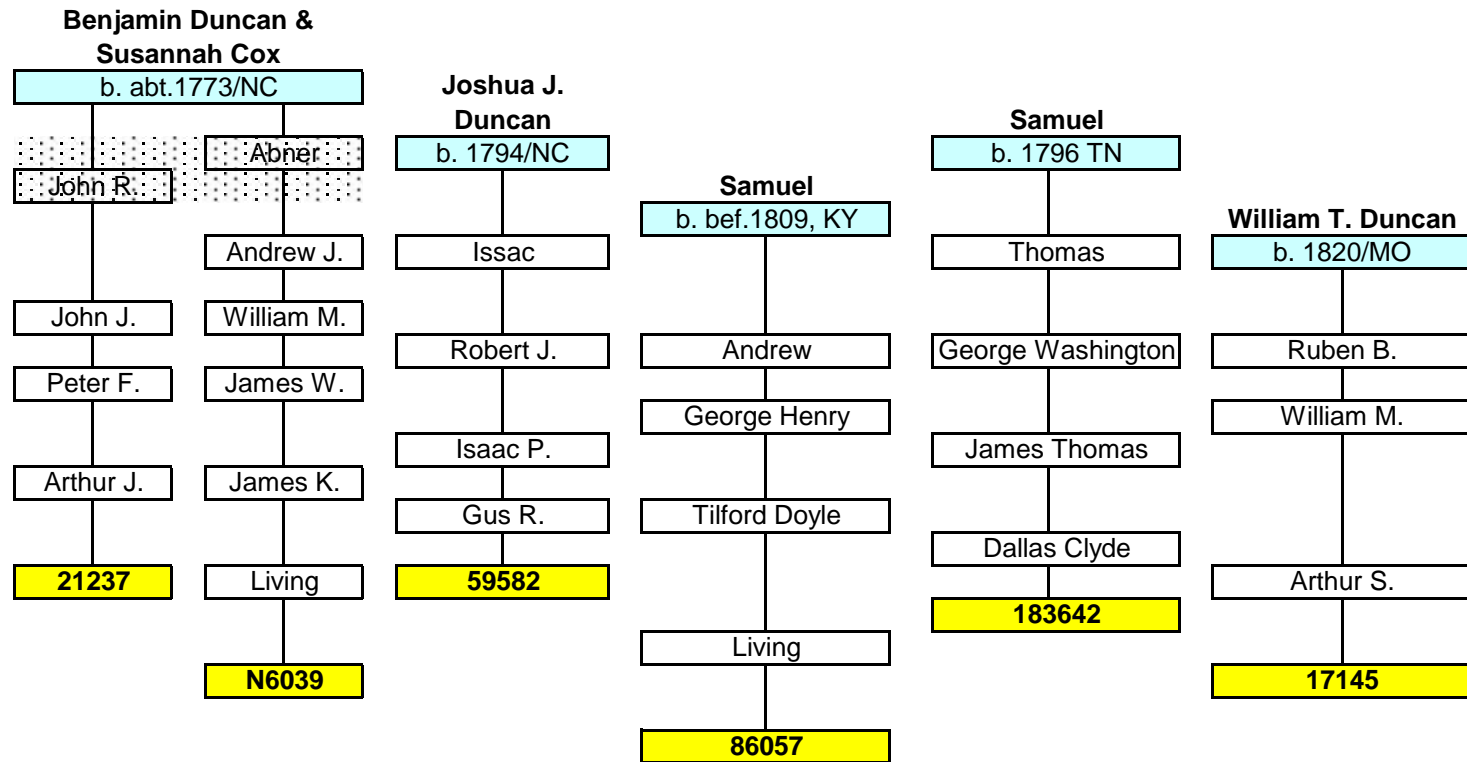 Benjamin Duncan &
Susannah Cox
b. abt.1773/NC
Abner
John R.
Andrew J.
John J.
William M.
Peter F.
James W.
Arthur J.
James K.
21237
Living
N6039
Joshua J.
Duncan
b. 1794/NC
Issac
Robert J.
Isaac P.
Gus R.
59582
Samuel
b. bef.1809, KY
Andrew
George Henry
Tilford Doyle
Living
86057
Samuel
b. 1796 TN
Thomas
George Washington
James Thomas
Dallas Clyde
183642
William T. Duncan
b. 1820/MO
Ruben B.
William M.
Arthur S.
17145